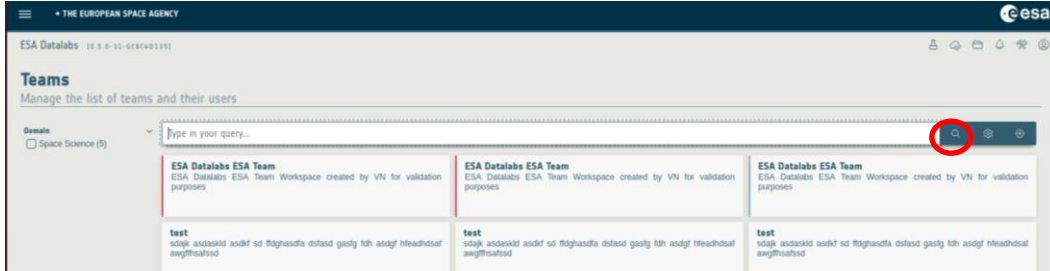 + THE EUROPEAN SPACE AGENCY
esa
ESA Datalabs
Teams
Manage the list of teams and their users
Domain
Space Science (5)
Type in your query...
ESA Datalabs ESA Team
ESA Datalabs ESA Team Workspace created by VN for validation
purposes
ESA Datalabs ESA Team
ESA Datalabs ESA Team Workspace created by VN for validation
purposes
ESA Datalabs ESA Team
ESA Datalabs ESA Team Workspace created by VN for validation
purposes
test
sdajk asdaskld asdkf sd ffdghasdfa dsfasd gasfg fdh asdgf hfeadhdsaf
awgffhsafssd
test
sdajk asdaskld asdkf sd ffdghasdfa dsfasd gasfg fdh asdgf hfeadhdsaf
awgffhsafssd
test
sdajk asdaskld asdkf sd ffdghasdfa dsfasd gasfg fdh asdgf hfeadhdsaf
awgffhsafssd